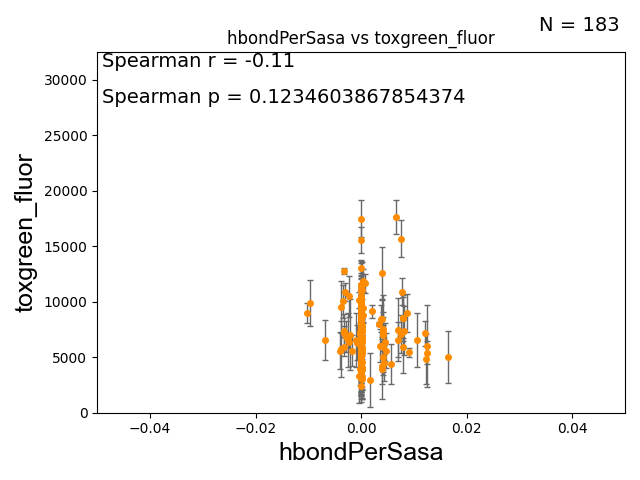 N = 183
hbondPerSasa vs toxgreen_fluor
Spearman r = -0.11
Spearman p = 0.1234603867854374
30000
25000
20000
15000
10000
5000
0
toxgreen_fluor
−0.04 −0.02 0.00 0.02 0.04
hbondPerSasa